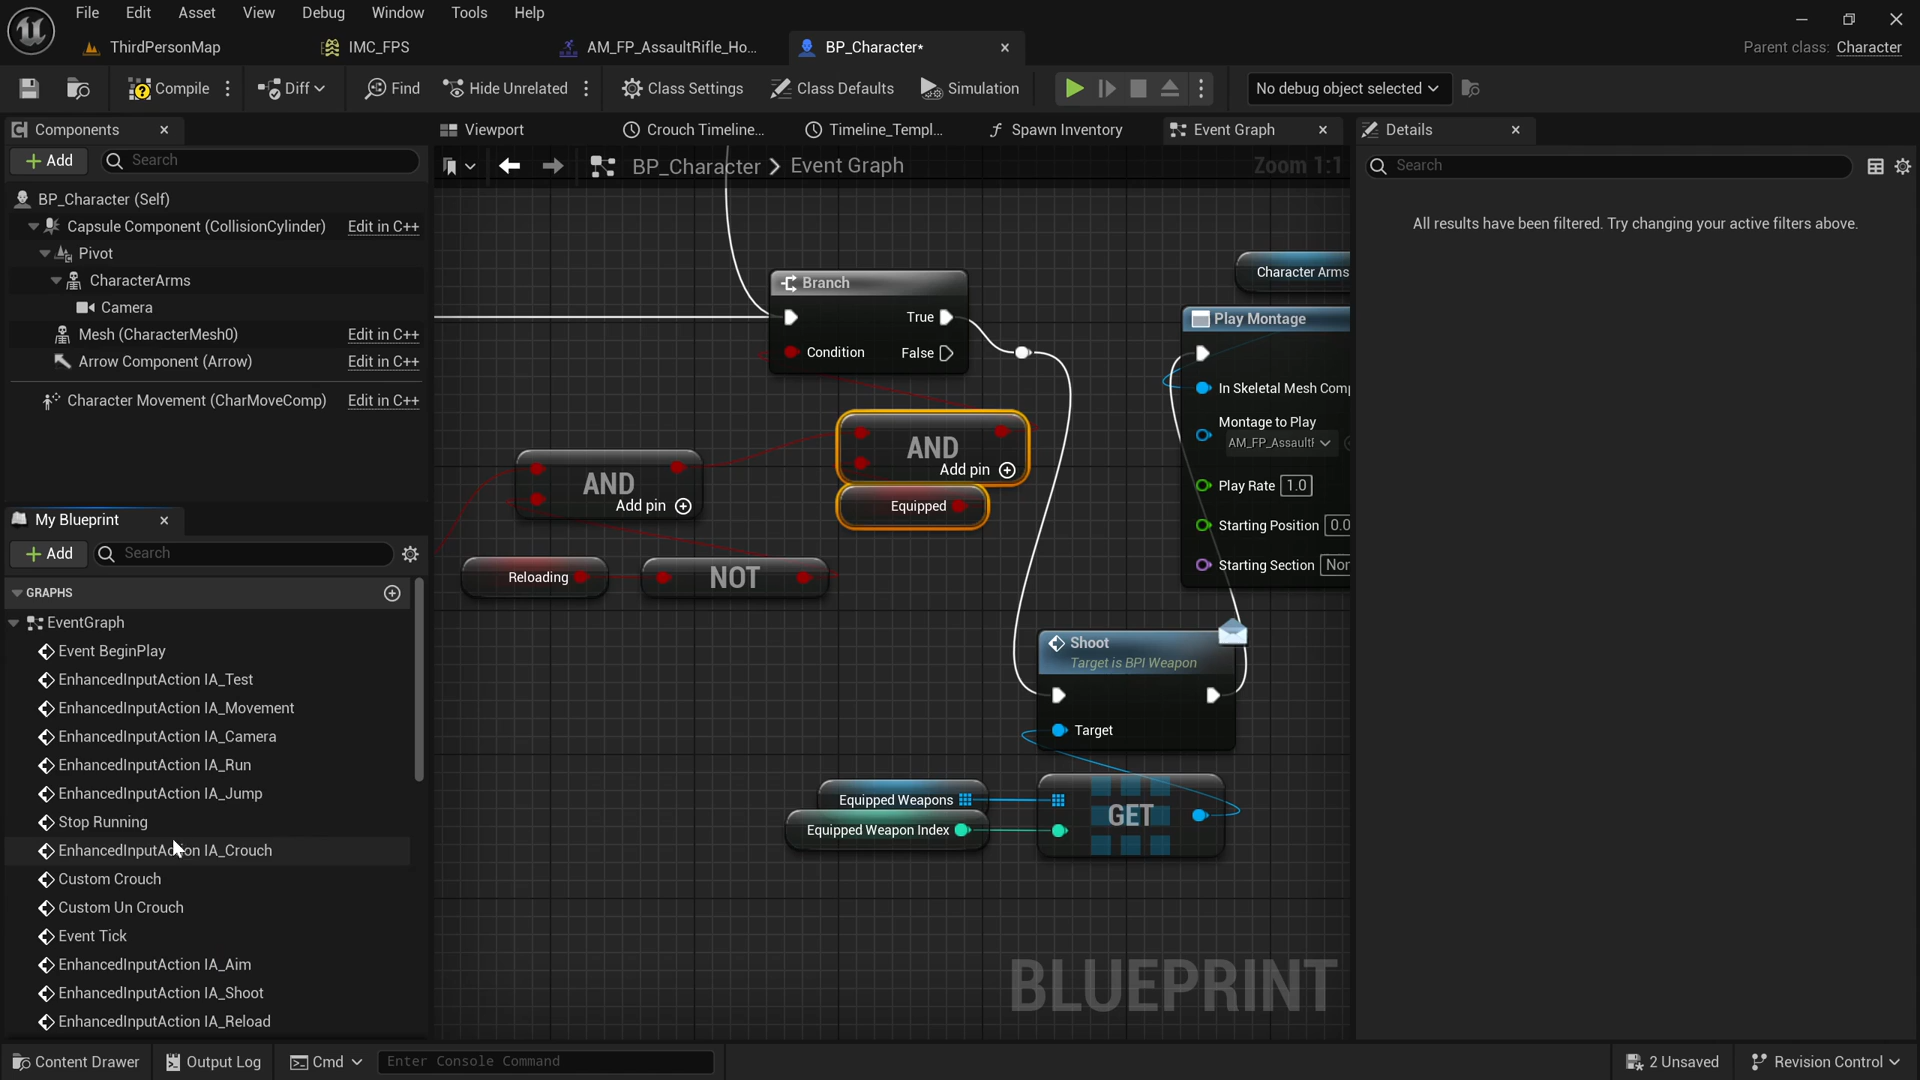 File Edit Asset View Debug Window Tools Help
ThirdPersonMap IMC_FPS AM_FP_AssaultRifle_Ho... BP_Character* Parent class: Character
Compile Diff Find Hide Unrelated Class Settings Class Defaults Simulation No debug object selected
Components Viewport Crouch Timeline... Timeline_Templ... Spawn Inventory Event Graph Details
Add Search BP_Character Event Graph Zoom 1:1 Search
BP_Character (Self)
Capsule Component (CollisionCylinder) Edit in C++
Pivot
CharacterArms
Camera
Mesh (CharacterMesh0) Edit in C++
Arrow Component (Arrow) Edit in C++
Character Movement (CharMoveComp) Edit in C++
All results have been filtered. Try changing your active filters above.
My Blueprint
Add Search
GRAPHS
EventGraph
Event BeginPlay
EnhancedInputAction IA_Test
EnhancedInputAction IA_Movement
EnhancedInputAction IA_Camera
EnhancedInputAction IA_Run
EnhancedInputAction IA_Jump
Stop Running
EnhancedInputAction IA_Crouch
Custom Crouch
Custom Un Crouch
Event Tick
EnhancedInputAction IA_Aim
EnhancedInputAction IA_Shoot
EnhancedInputAction IA_Reload
Branch
True
Condition False
AND
Add pin
Equipped
AND
Add pin
Reloading
NOT
Character Arms
Play Montage
In Skeletal Mesh Comp
Montage to Play
AM_FP_Assault
Play Rate 1.0
Starting Position 0.0
Starting Section Nor
Shoot
Target is BPI Weapon
Target
Equipped Weapons
Equipped Weapon Index
GET
BLUEPRINT
Content Drawer Output Log Cmd Enter Console Command 2 Unsaved Revision Control